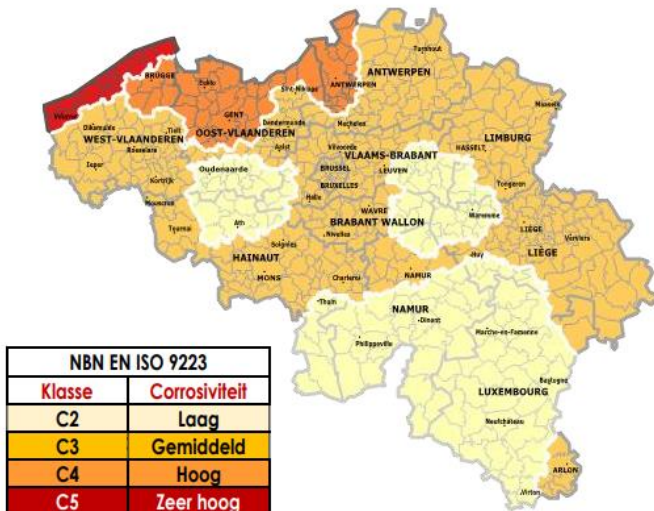 Turnhout
BRUGGE
Eeklo
ANTWERPEN
Sint-Niklaas
ANTWERPEN
Veurne
GENT
Maaseik
Diksmuide
Tielt
OOST-VLAANDEREN
Dendermonde
Mechelen
WEST-VLAANDEREN
LIMBURG
Roeselare
Aalst
Vilvoorde
VLAAMS-BRABANT
HASSELT
Ieper
Oudenaarde
BRUSSEL
LEUVEN
Kortrijk
BRUXELLES
Tongeren
Mouscron
Halle
WAVRE
Waremme
Ath
BRABANT WALLON
LIÈGE
Tournai
Nivelles
Verviers
Soignies
LIÈGE
HAINAUT
Huy
MONS
Charleroi
NAMUR
Thuin
NAMUR
Dinant
Philippeville
Marche-en-Famenne
Bastogne
LUXEMBOURG
Neufchâteau
ARLON
Virton
NBN EN ISO 9223
Klasse Corrosiviteit
C2 Laag
C3 Gemiddeld
C4 Hoog
C5 Zeer hoog